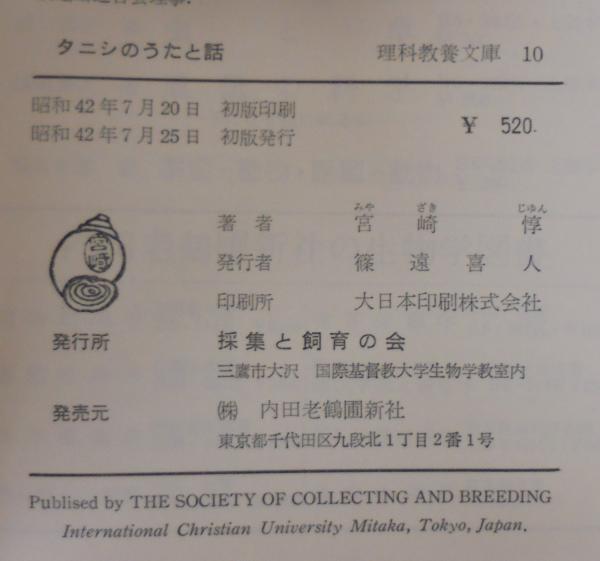 タニシのうたと話　理科教養文庫 10
昭和42年7月20日　初版印刷
昭和42年7月25日　初版発行
¥ 520.
みや　ざき　じゅん
著者　宮崎惇
発行者　篠遠喜人
印刷所　大日本印刷株式会社
宮崎
発行所　採集と飼育の会
三鷹市大沢　国際基督教大学生物学教室内
発売元　㈱ 内田老鶴圃新社
東京都千代田区九段北1丁目2番1号
Publised by THE SOCIETY OF COLLECTING AND BREEDING
International Christian University Mitaka, Tokyo, Japan.